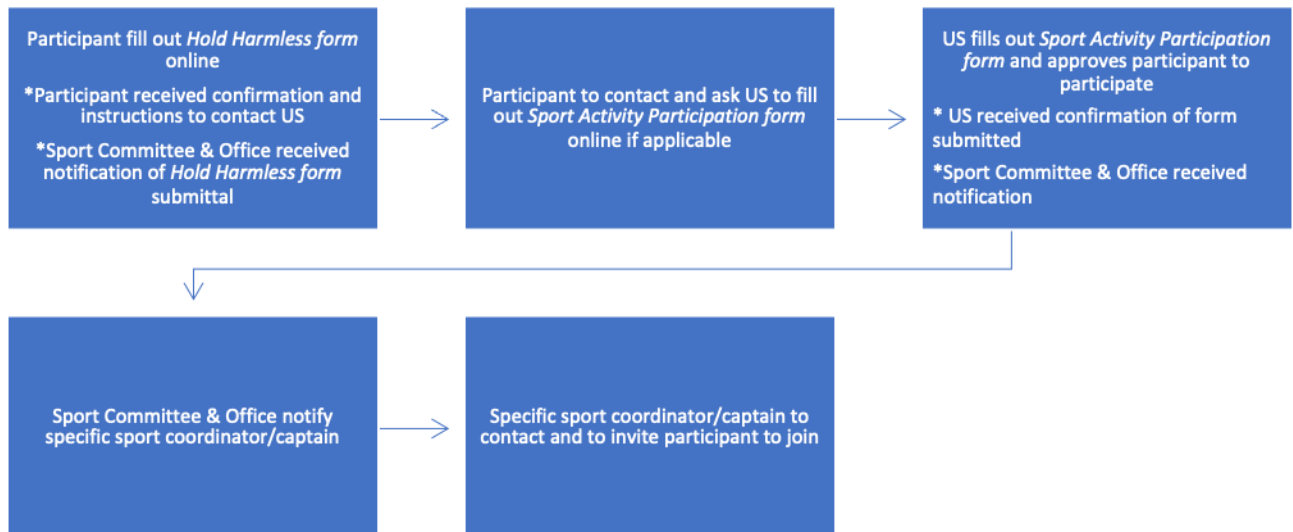 Participant fill out Hold Harmless form
online
*Participant received confirmation and
instructions to contact US
*Sport Committee & Office received
notification of Hold Harmless form
submittal
Participant to contact and ask US to fill
out Sport Activity Participation form
online if applicable
US fills out Sport Activity Participation
form and approves participant to
participate
* US received confirmation of form
submitted
*Sport Committee & Office received
notification
Sport Committee & Office notify
specific sport coordinator/captain
Specific sport coordinator/captain to
contact and to invite participant to join